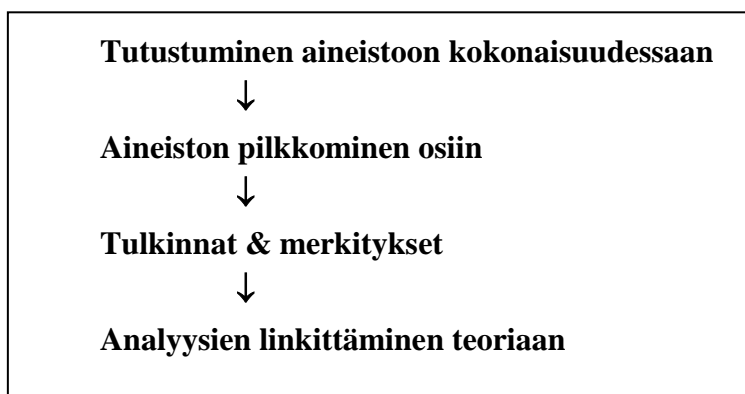 Tutustuminen aineistoon kokonaisuudessaan
↓
Aineiston pilkkominen osiin
↓
Tulkinnat & merkitykset
↓
Analyysien linkittäminen teoriaan